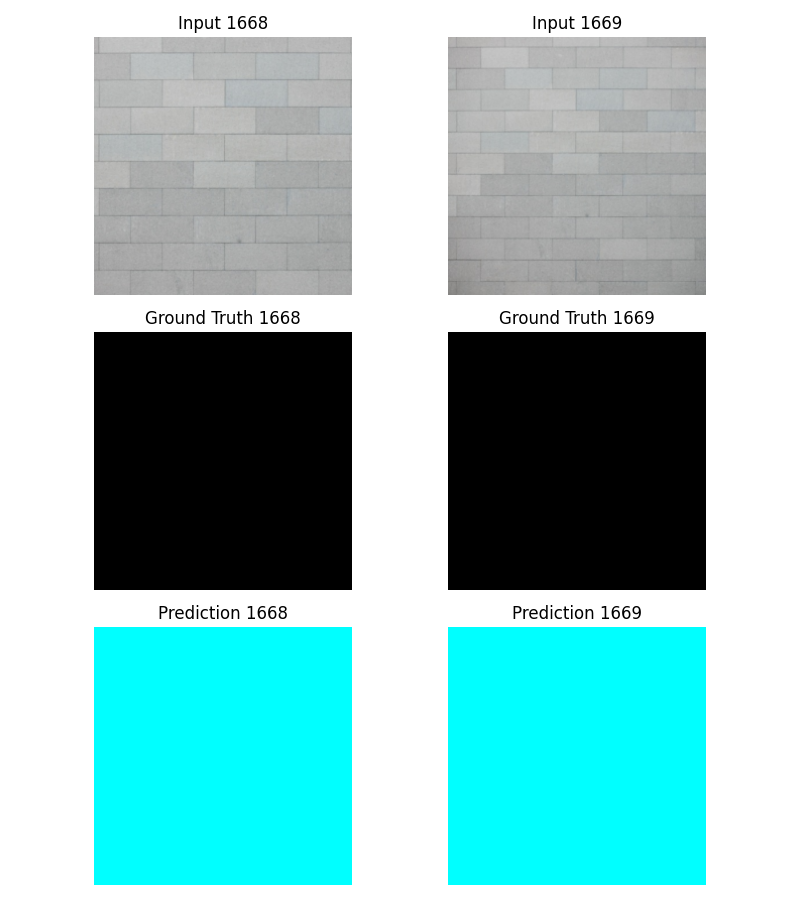 Input 1668
Input 1669
Ground Truth 1668
Ground Truth 1669
Prediction 1668
Prediction 1669